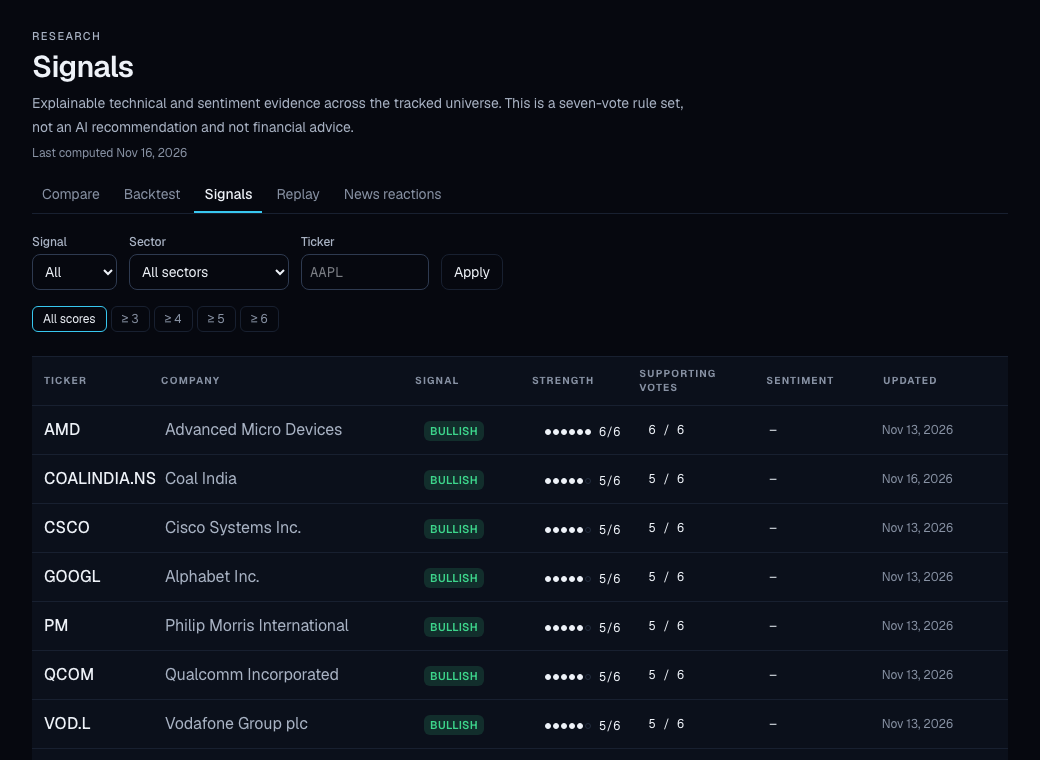 RESEARCH
Signals
Explainable technical and sentiment evidence across the tracked universe. This is a seven-vote rule set,
not an AI recommendation and not financial advice.
Last computed Nov 16, 2026
Compare Backtest Signals Replay News reactions
Signal Sector Ticker
All All sectors AAPL Apply
All scores ≥ 3 ≥ 4 ≥ 5 ≥ 6
TICKER COMPANY SIGNAL STRENGTH SUPPORTING VOTES SENTIMENT UPDATED
AMD Advanced Micro Devices BULLISH 6/6 6 / 6 – Nov 13, 2026
COALINDIA.NS Coal India BULLISH 5/6 5 / 6 – Nov 16, 2026
CSCO Cisco Systems Inc. BULLISH 5/6 5 / 6 – Nov 13, 2026
GOOGL Alphabet Inc. BULLISH 5/6 5 / 6 – Nov 13, 2026
PM Philip Morris International BULLISH 5/6 5 / 6 – Nov 13, 2026
QCOM Qualcomm Incorporated BULLISH 5/6 5 / 6 – Nov 13, 2026
VOD.L Vodafone Group plc BULLISH 5/6 5 / 6 – Nov 13, 2026